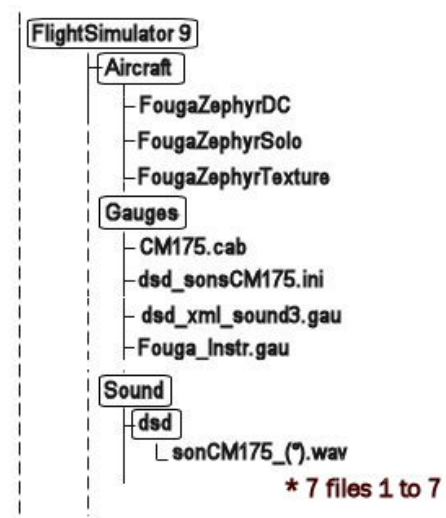 FlightSimulator 9
Aircraft
FougaZephyrDC
FougaZephyrSolo
FougaZephyrTexture
Gauges
CM175.cab
dsd_sonsCM175.ini
dsd_xml_sound3.gau
Fouga_Instr.gau
Sound
dsd
sonCM175_(*).wav
* 7 files 1 to 7